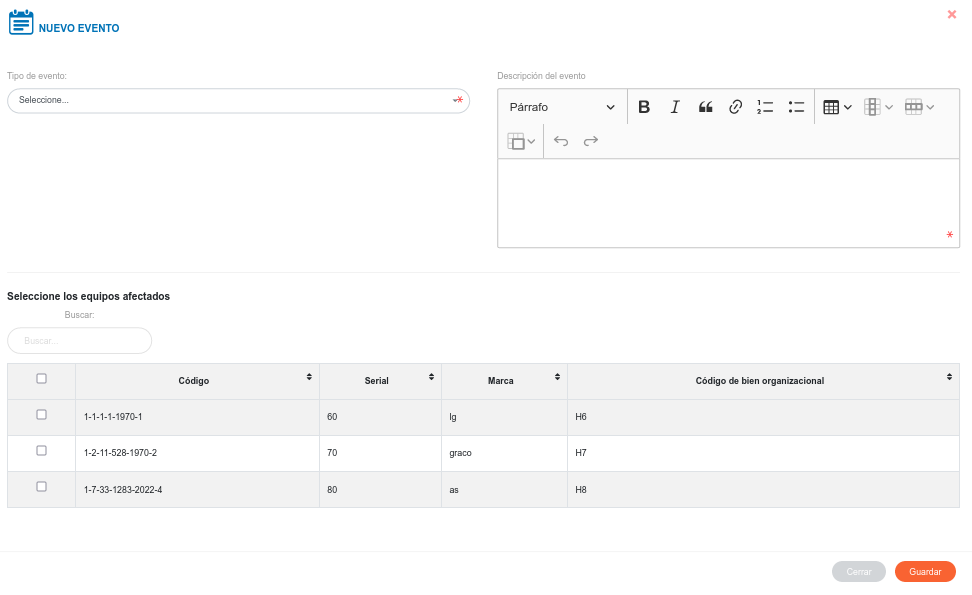 NUEVO EVENTO
Tipo de evento:
Seleccione...
*
Descripción del evento
Párrafo
*
Seleccione los equipos afectados
Buscar:
Buscar...
Código Serial Marca Código de bien organizacional
1-1-1-1-1970-1 60 lg H6
1-2-11-528-1970-2 70 graco H7
1-7-33-1283-2022-4 80 as H8
Cerrar Guardar